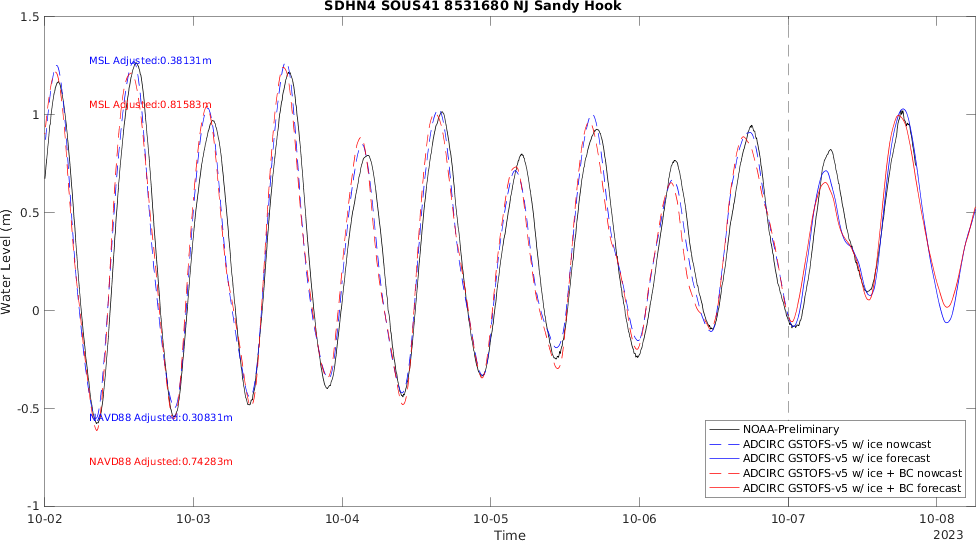 SDHN4 SOUS41 8531680 NJ Sandy Hook
1.5
1
0.5
0
-0.5
-1
Water Level (m)
MSL Adjusted:0.38131m
MSL Adjusted:0.81583m
NAVD88 Adjusted:0.30831m
NAVD88 Adjusted:0.74283m
NOAA-Preliminary
ADCIRC GSTOFS-v5 w/ ice nowcast
ADCIRC GSTOFS-v5 w/ ice forecast
ADCIRC GSTOFS-v5 w/ ice + BC nowcast
ADCIRC GSTOFS-v5 w/ ice + BC forecast
10-02 10-03 10-04 10-05 10-06 10-07 10-08
Time
2023